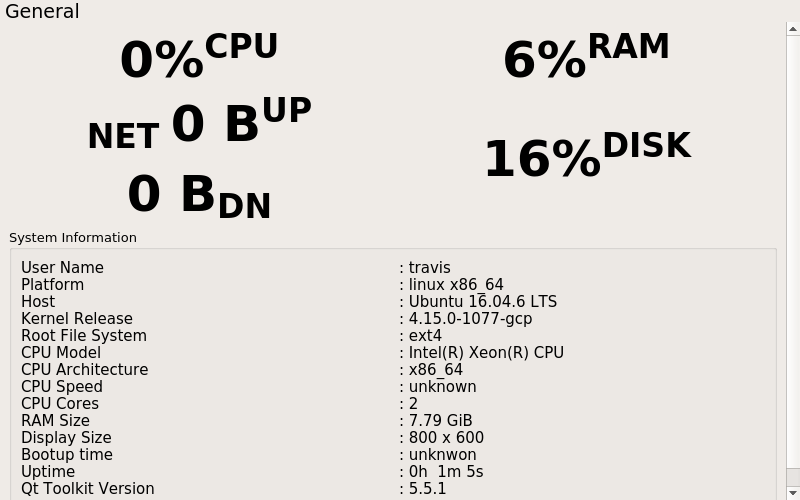 General
0%CPU
6%RAM
NET 0 BUP
16%DISK
0 BDN
System Information
User Name : travis
Platform : linux x86_64
Host : Ubuntu 16.04.6 LTS
Kernel Release : 4.15.0-1077-gcp
Root File System : ext4
CPU Model : Intel(R) Xeon(R) CPU
CPU Architecture : x86_64
CPU Speed : unknown
CPU Cores : 2
RAM Size : 7.79 GiB
Display Size : 800 x 600
Bootup time : unknwon
Uptime : 0h  1m 5s
Qt Toolkit Version : 5.5.1